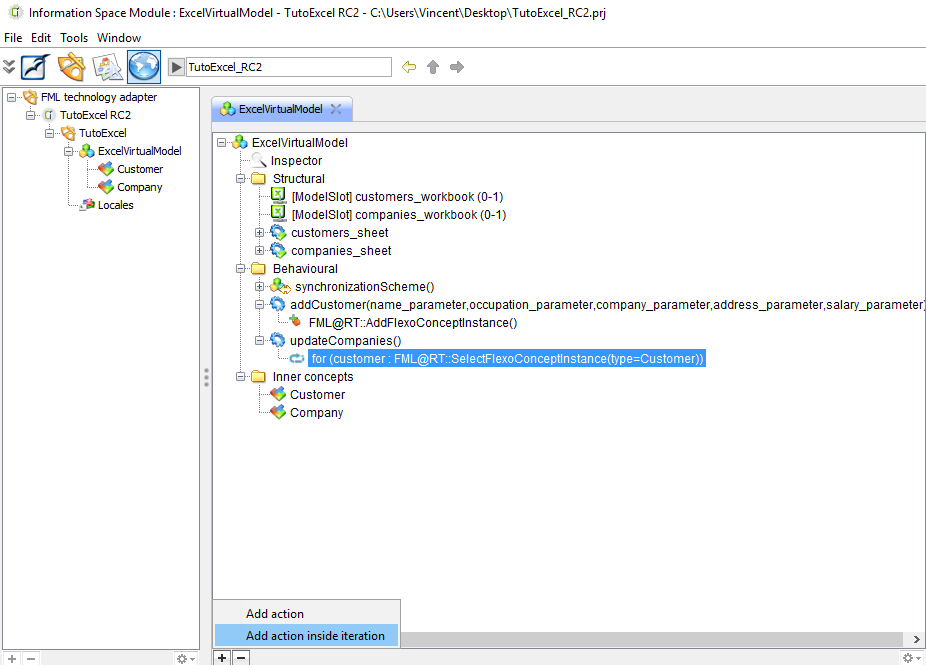 Information Space Module : ExcelVirtualModel - TutoExcel RC2 - C:\Users\Vincent\Desktop\TutoExcel_RC2.prj
File Edit Tools Window
TutoExcel_RC2
FML technology adapter
TutoExcel RC2
TutoExcel
ExcelVirtualModel
Customer
Company
Locales
ExcelVirtualModel
ExcelVirtualModel
Inspector
Structural
[ModelSlot] customers_workbook (0-1)
[ModelSlot] companies_workbook (0-1)
customers_sheet
companies_sheet
Behavioural
synchronizationScheme()
addCustomer(name_parameter,occupation_parameter,company_parameter,address_parameter,salary_parameter)
FML@RT::AddFlexoConceptInstance()
updateCompanies()
for (customer : FML@RT::SelectFlexoConceptInstance(type=Customer))
Inner concepts
Customer
Company
Add action
Add action inside iteration